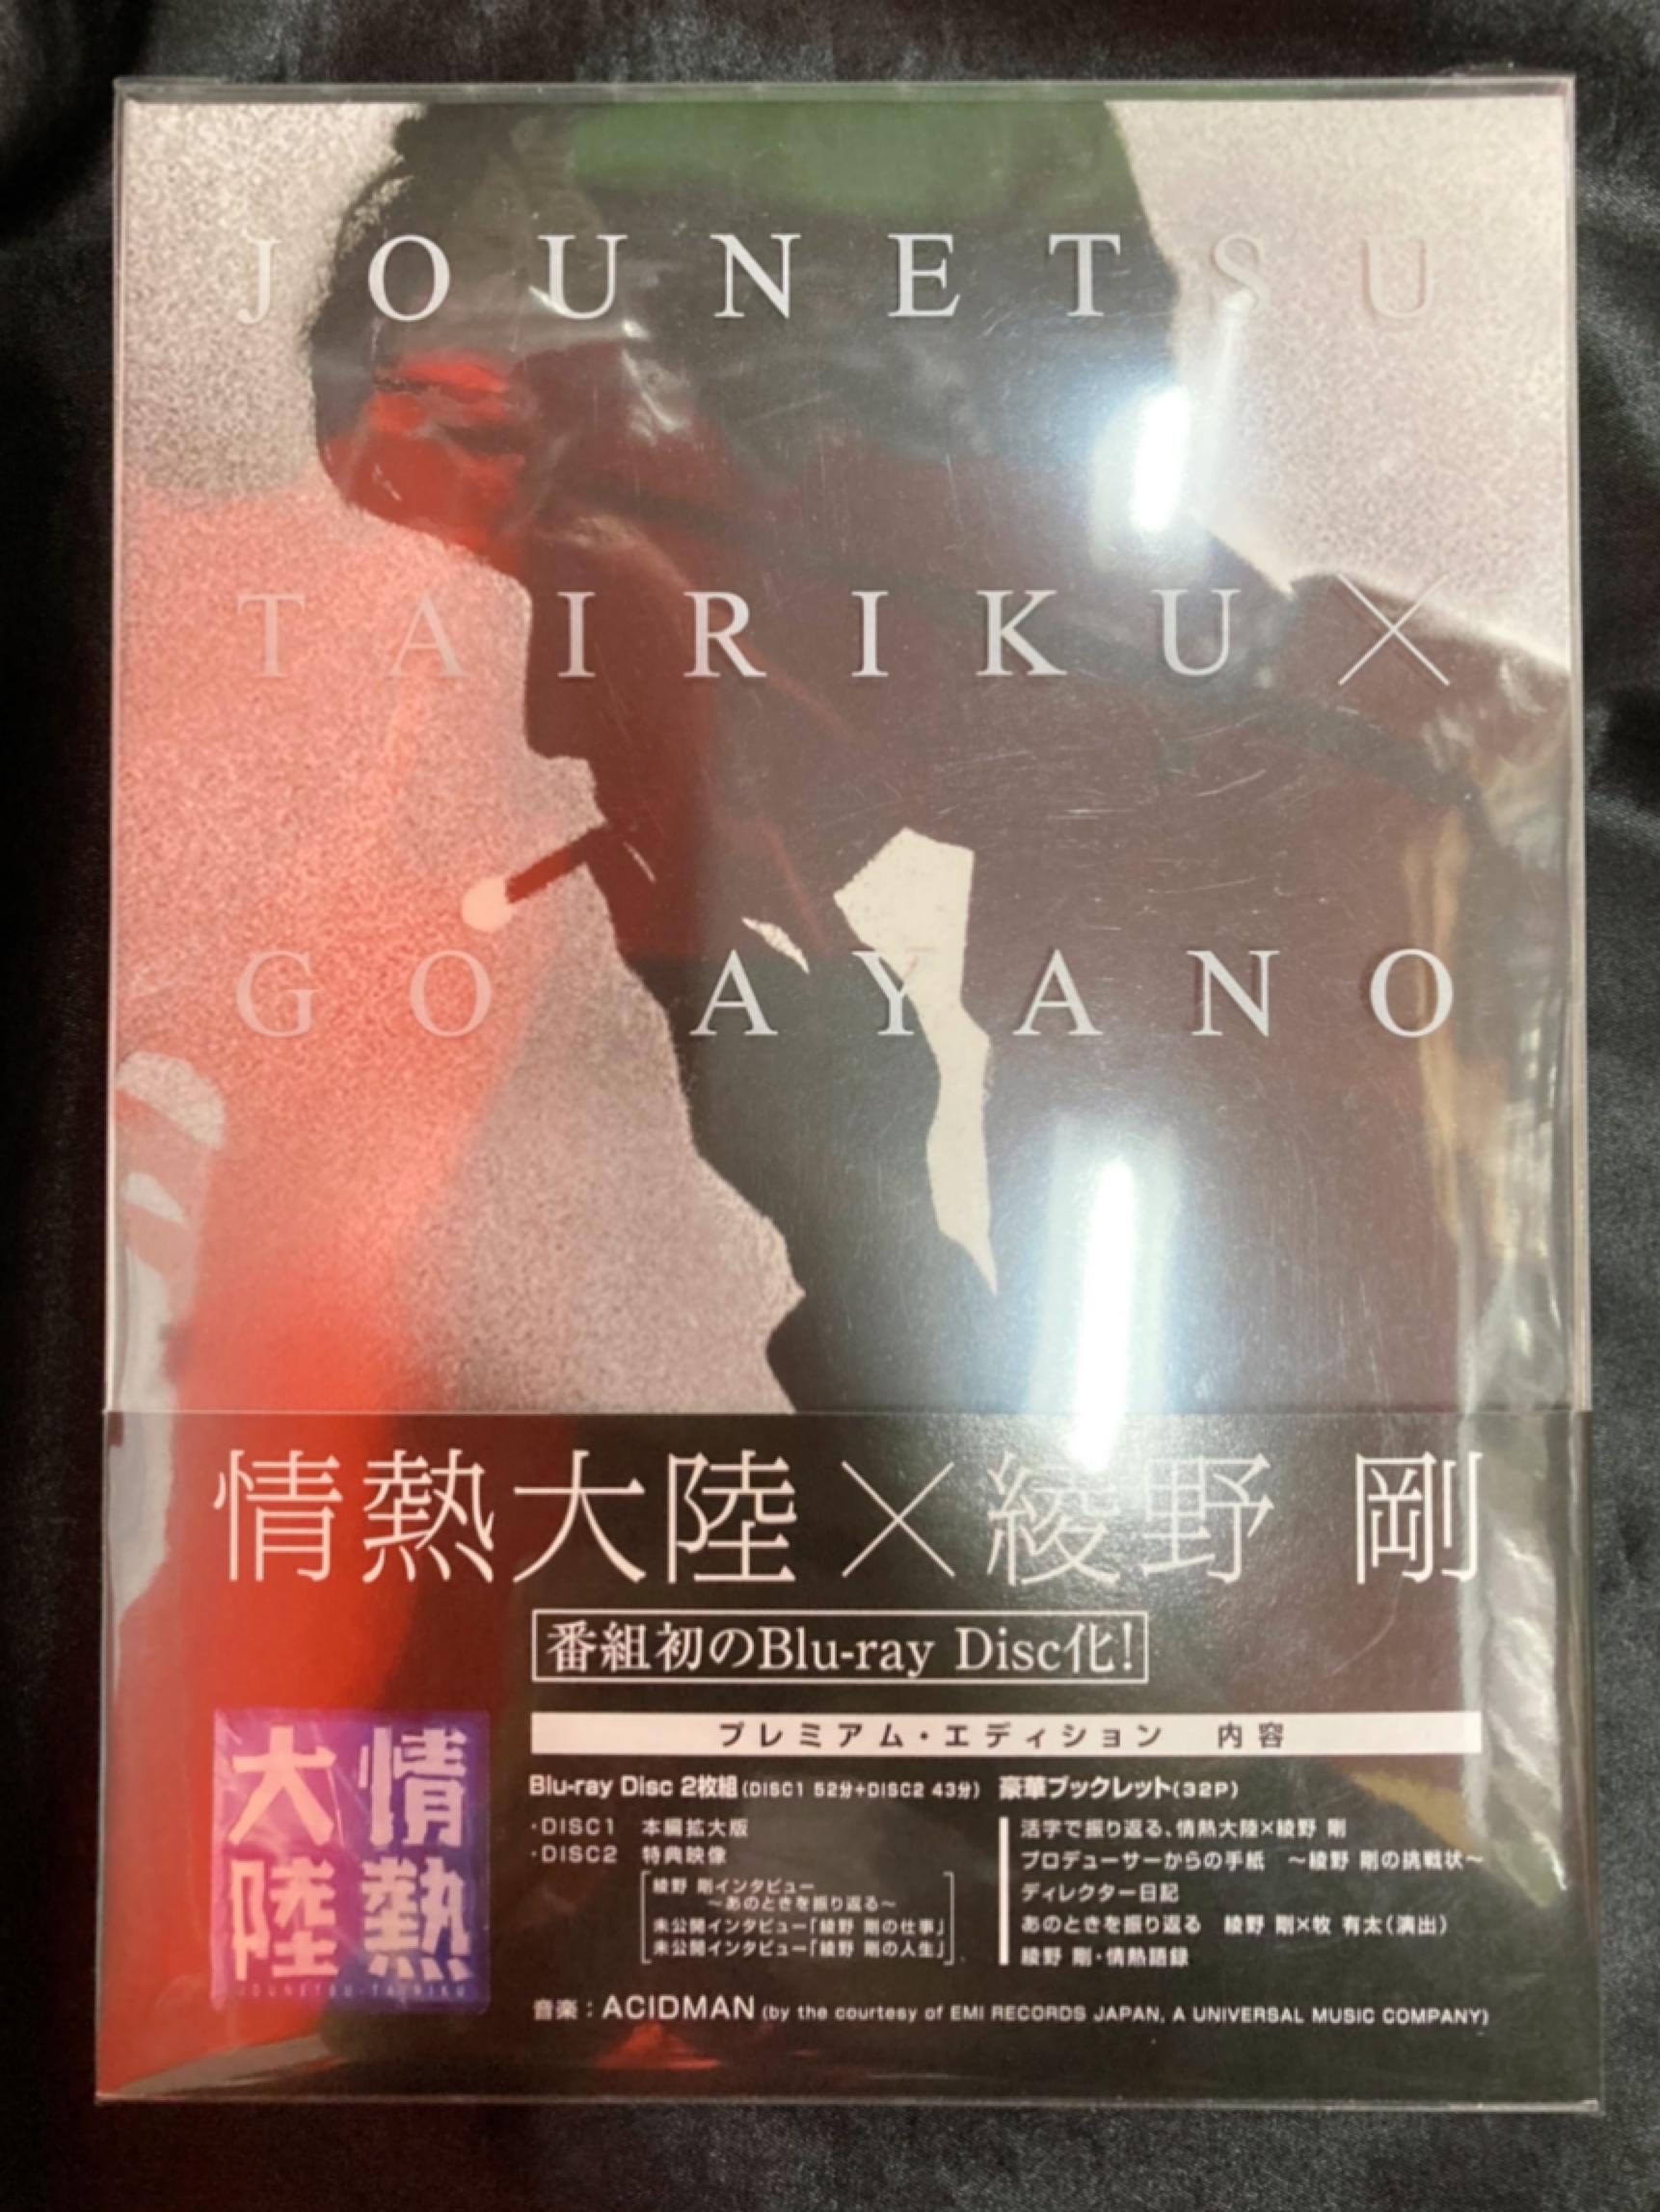 JOUNETSU
TAIRIKU×
GO AYANO
情熱大陸×綾野 剛
番組初のBlu-ray Disc化!
プレミアム・エディション 内容
Blu-ray Disc 2枚組(DISC1 52分+DISC2 43分)
・DISC1 本編拡大版
・DISC2 特典映像
綾野 剛インタビュー
～あのときを振り返る～
未公開インタビュー「綾野 剛の仕事」
未公開インタビュー「綾野 剛の人生」
豪華ブックレット(32P)
活字で振り返る、情熱大陸×綾野 剛
プロデューサーからの手紙 ～綾野 剛の挑戦状～
ディレクター日記
あのときを振り返る 綾野 剛×牧 有太(演出)
綾野 剛・情熱語録
音楽：ACIDMAN (by the courtesy of EMI RECORDS JAPAN, A UNIVERSAL MUSIC COMPANY)
情熱
大陸
JOUNETSU-TAIRIKU